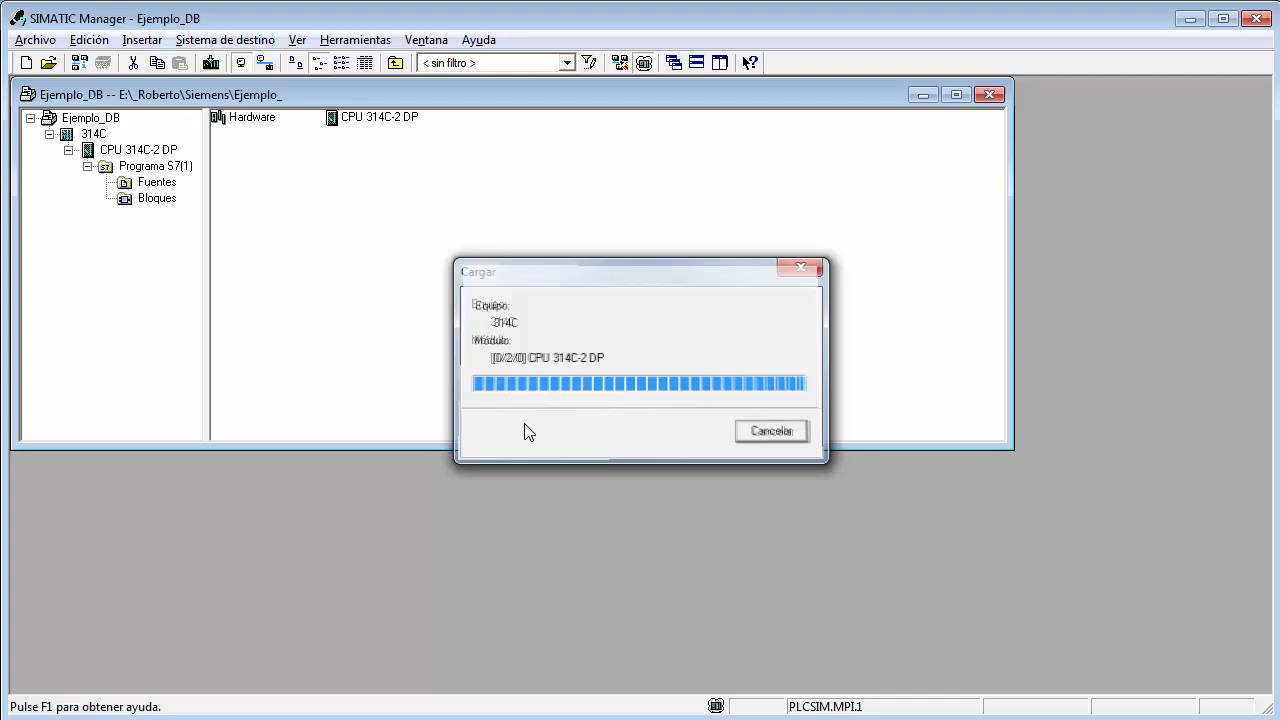 SIMATIC Manager - Ejemplo_DB
Archivo Edición Insertar Sistema de destino Ver Herramientas Ventana Ayuda
< sin filtro >
Ejemplo_DB -- E:\_Roberto\Siemens\Ejemplo_
Ejemplo_DB
314C
CPU 314C-2 DP
Programa S7(1)
Fuentes
Bloques
Hardware
CPU 314C-2 DP
Cargar
Equipo:
314C
Módulo:
[0/2/0] CPU 314C-2 DP
Cancelar
Pulse F1 para obtener ayuda.
PLCSIM.MPI.1